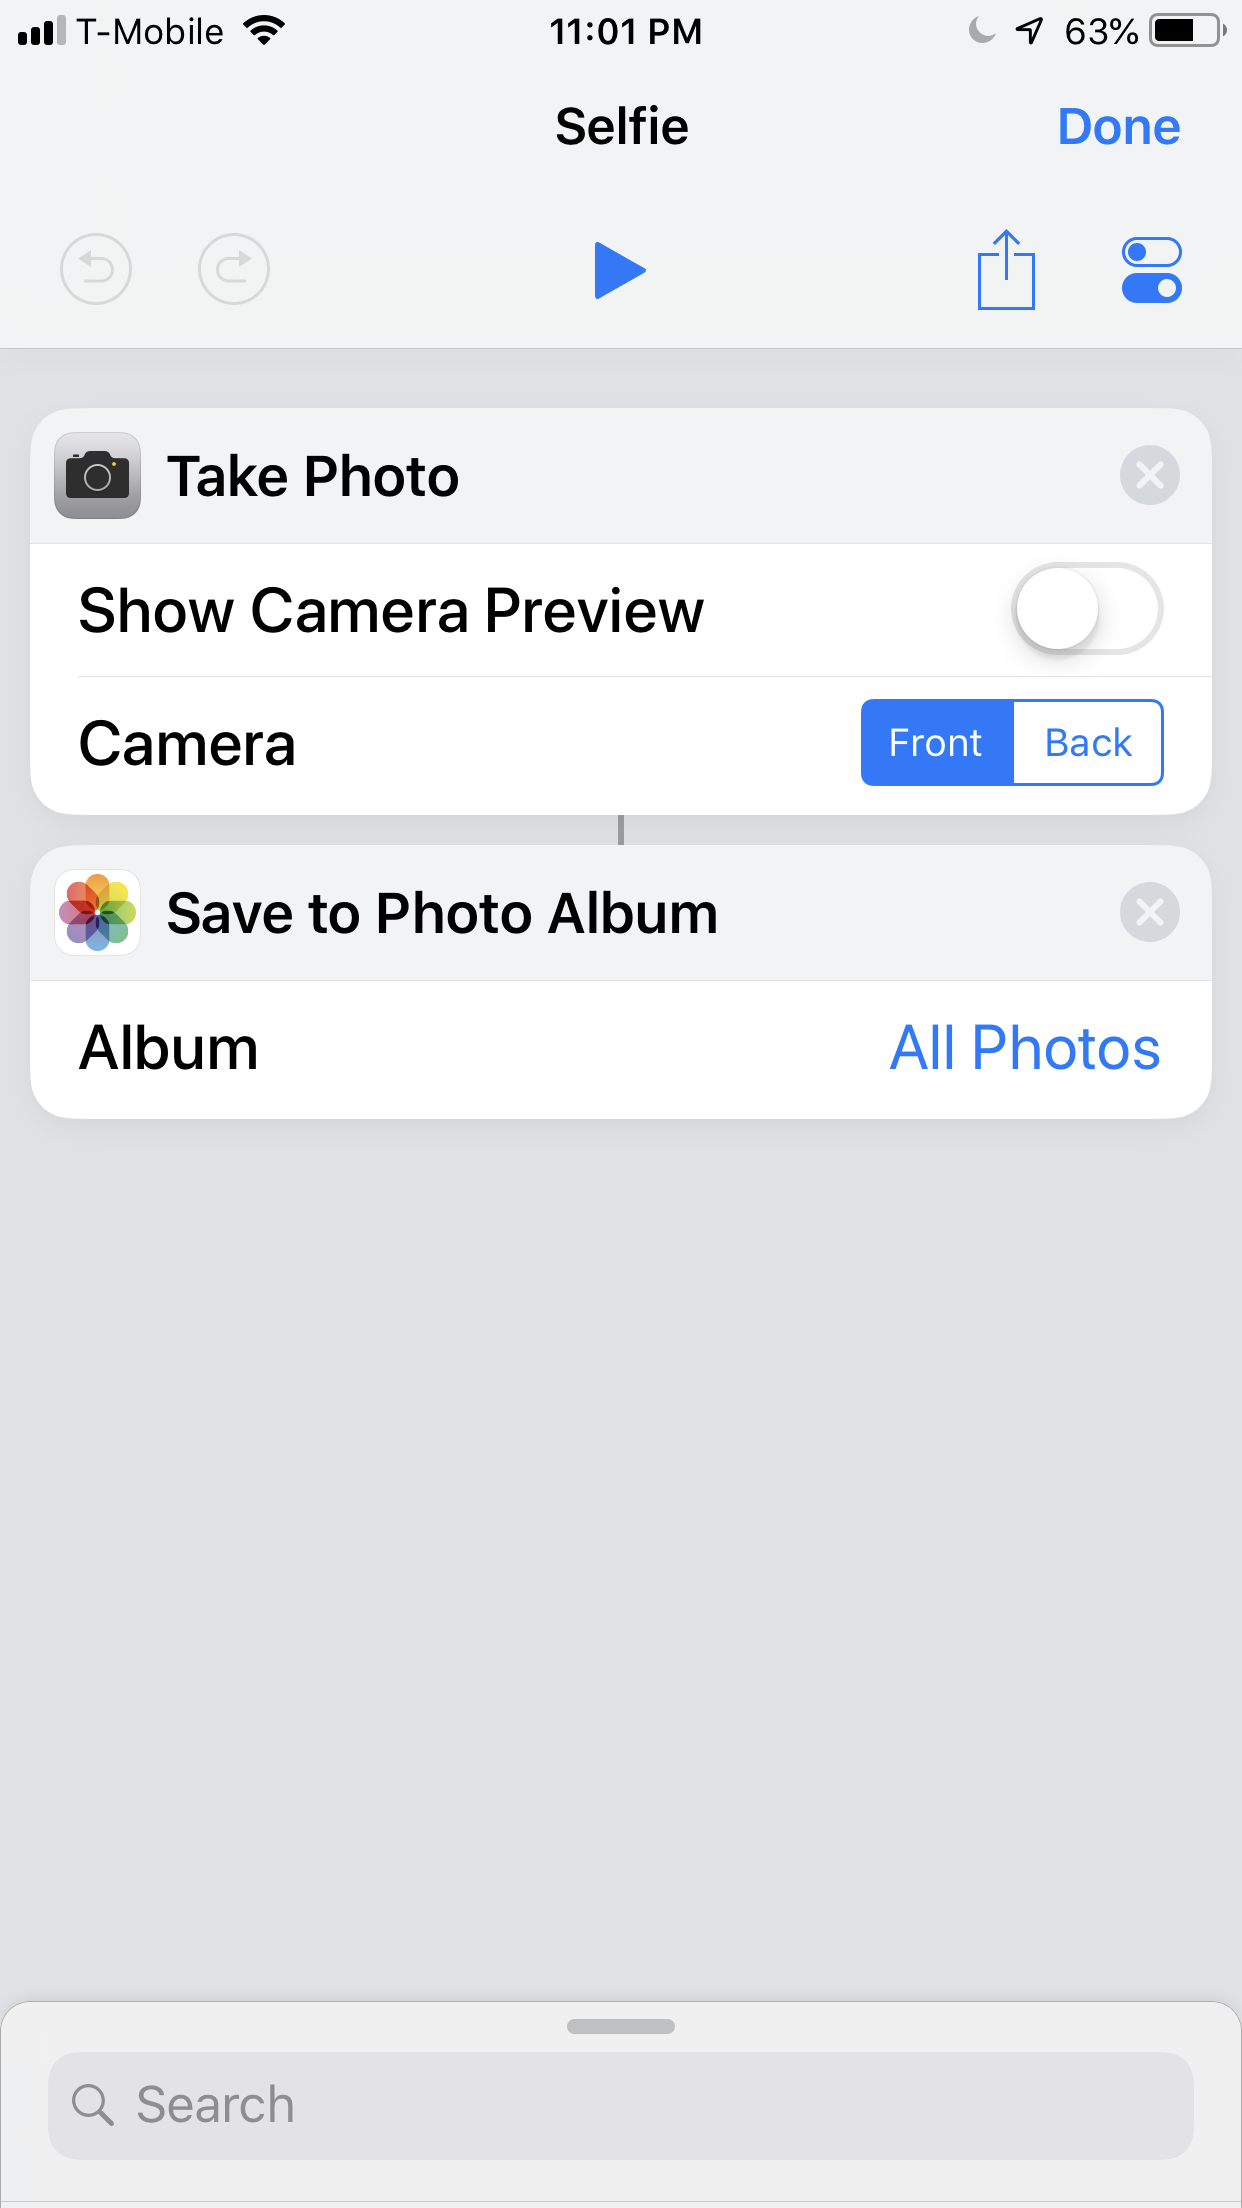 T-Mobile 11:01 PM 63%
Selfie Done
Take Photo
Show Camera Preview
Camera Front Back
Save to Photo Album
Album All Photos
Search